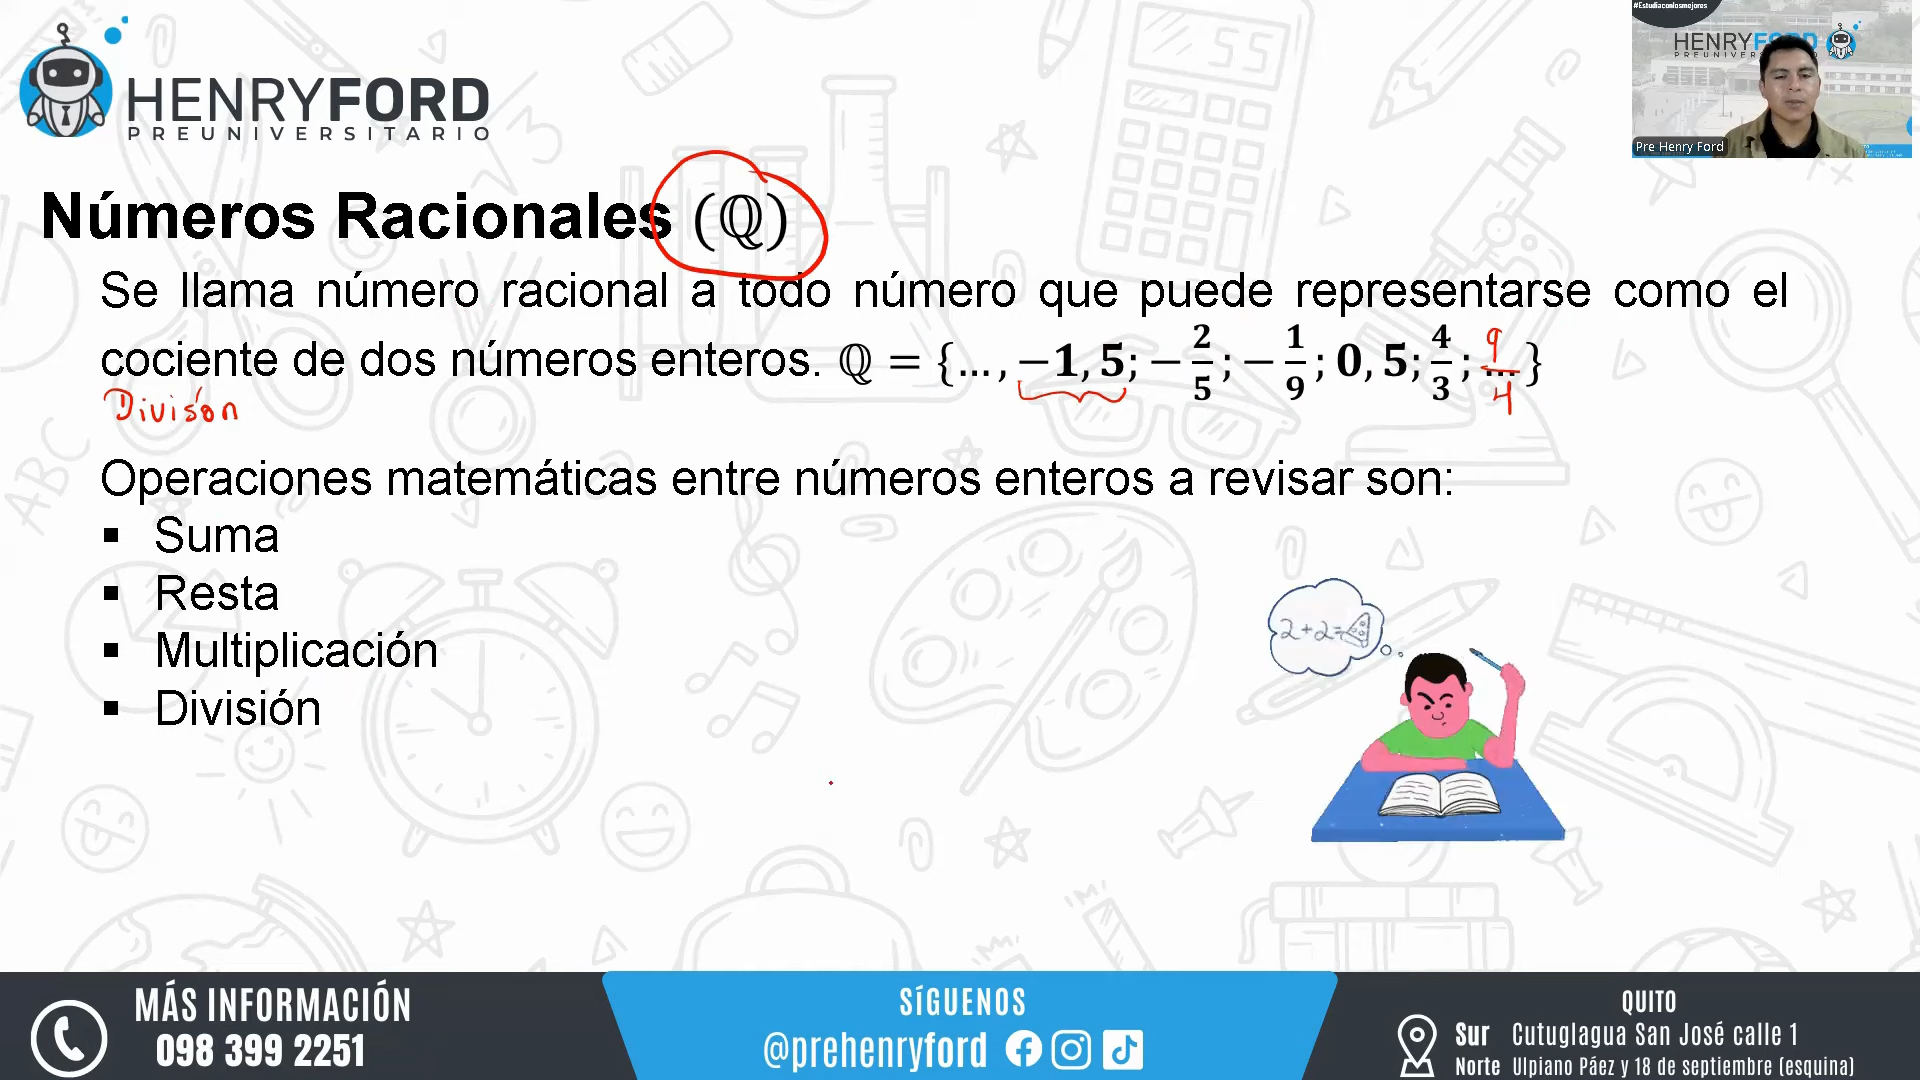 #Estudiaconlosmejores
HENRYFORD
PREUNIVERSITARIO
HENRYFORD
Pre Henry Ford
Números Racionales (ℚ)
Se llama número racional a todo número que puede representarse como el
cociente de dos números enteros. ℚ = {..., −1, 5; −2/5; −1/9; 0, 5; 4/3; ...}
9/4
Divisón
Operaciones matemáticas entre números enteros a revisar son:
▪ Suma
▪ Resta
▪ Multiplicación
▪ División
2+2=
MÁS INFORMACIÓN
098 399 2251
SÍGUENOS
@prehenryford
QUITO
Sur Cutuglagua San José calle 1
Norte Ulpiano Páez y 18 de septiembre (esquina)